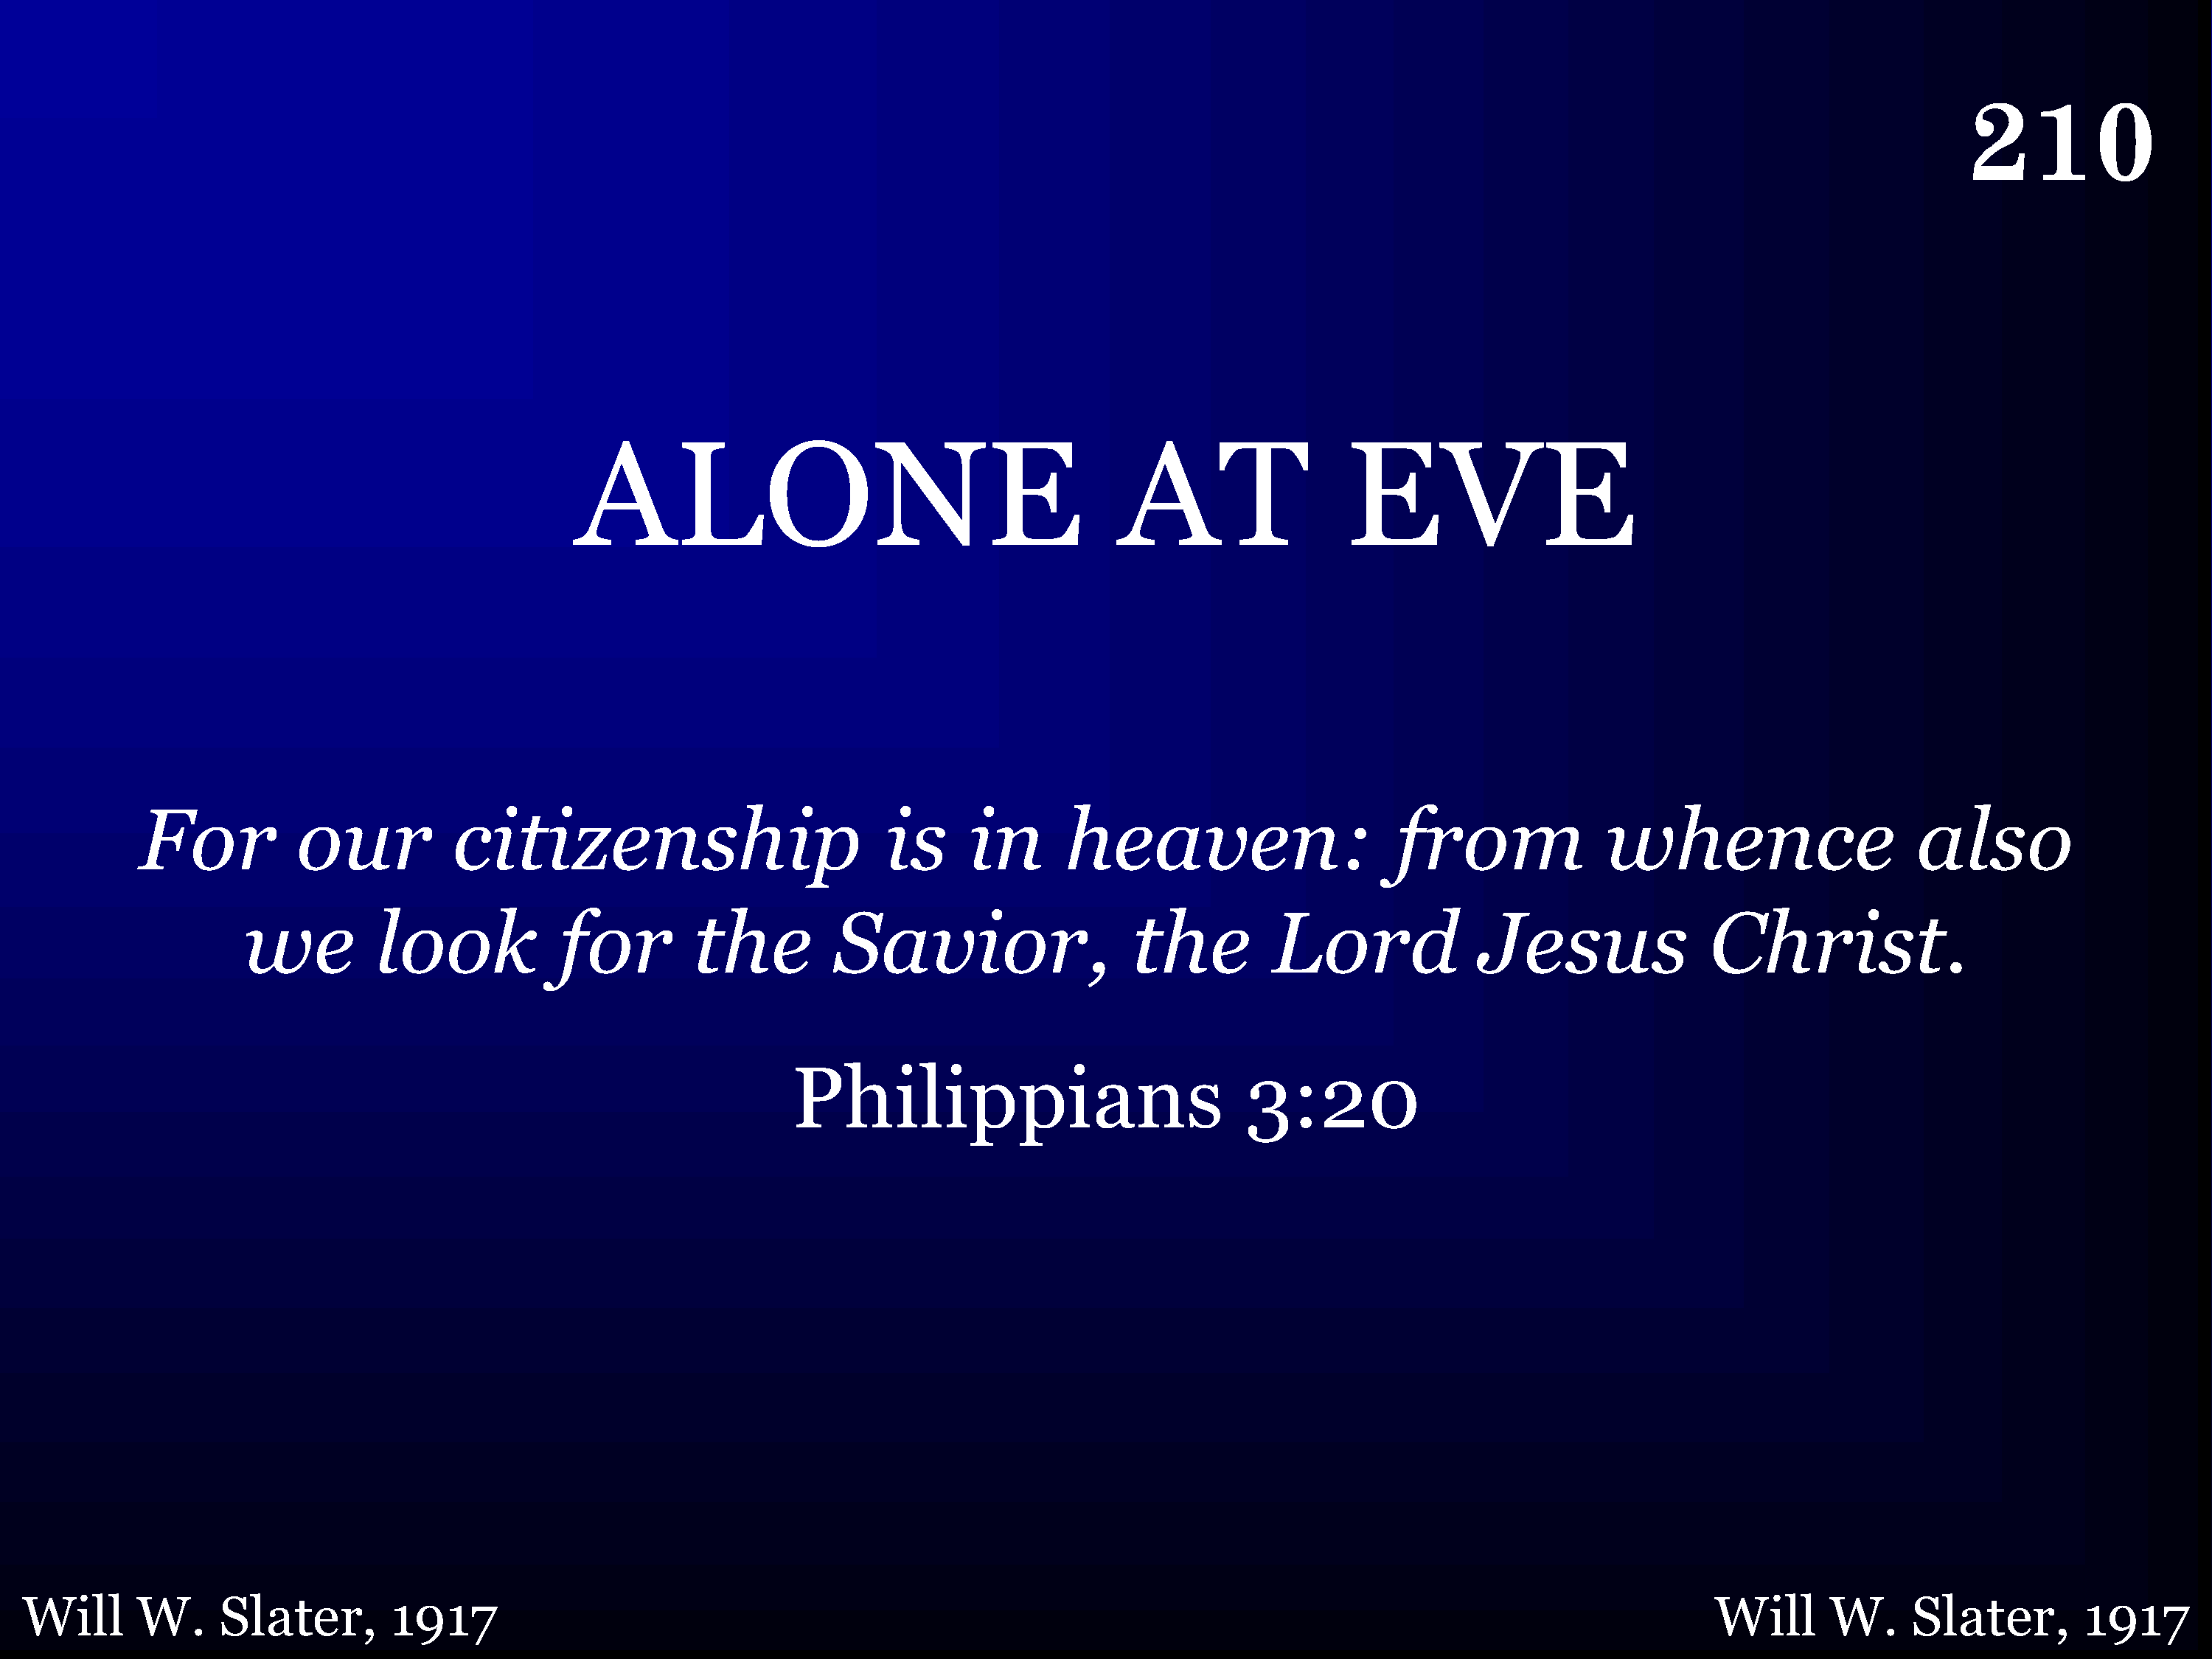 210
ALONE AT EVE
For our citizenship is in heaven: from whence also
we look for the Savior, the Lord Jesus Christ.
Philippians 3:20
Will W. Slater, 1917
Will W. Slater, 1917